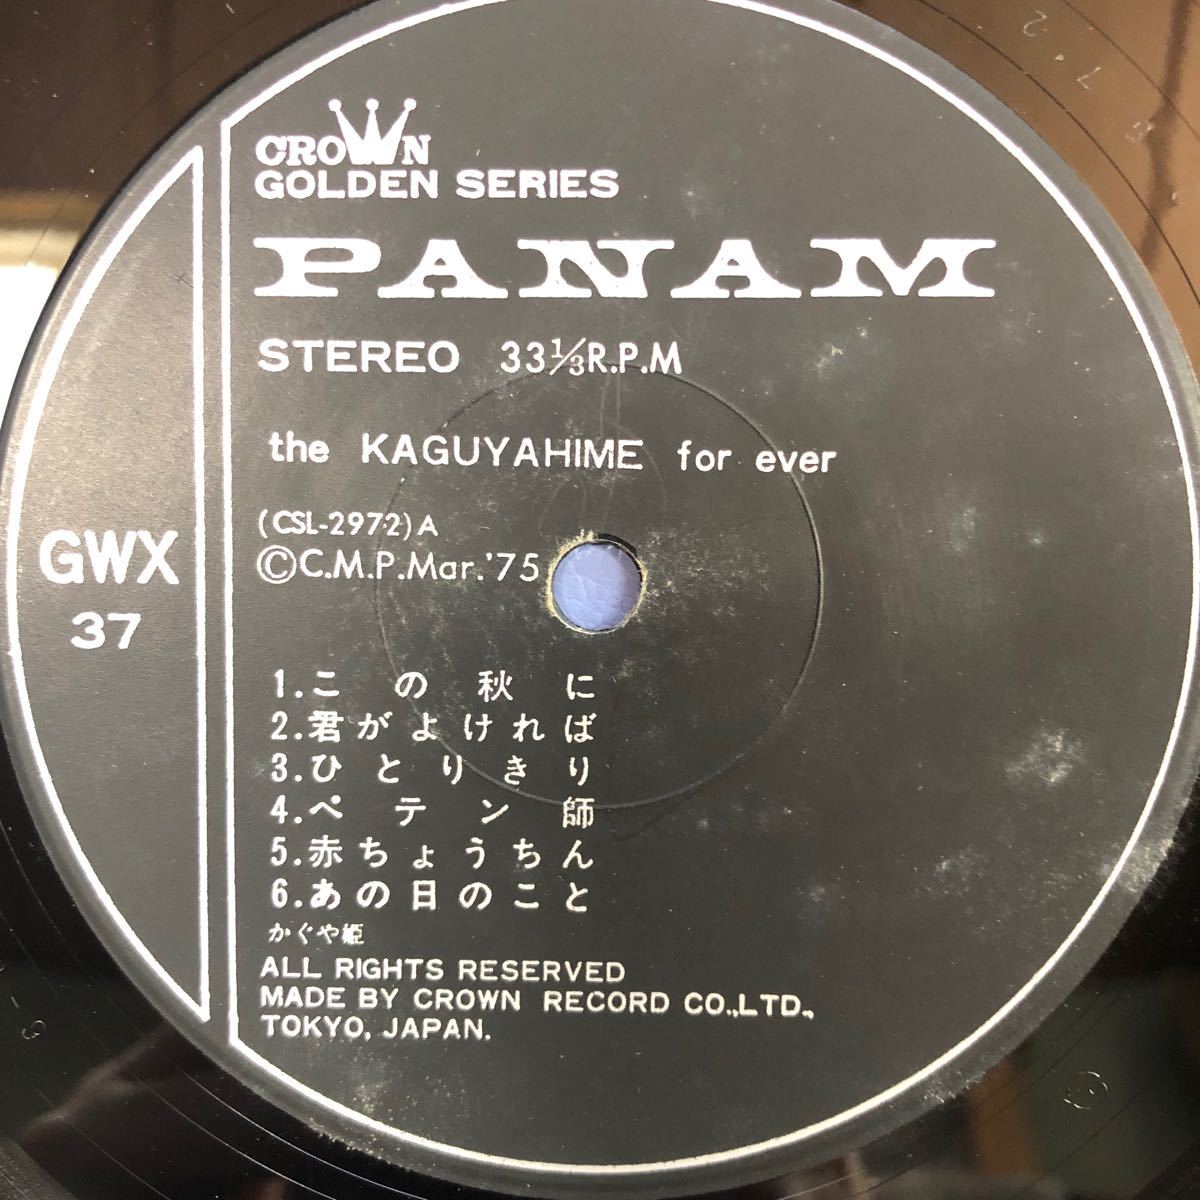 CROWN
GOLDEN SERIES
PANAM
STEREO 33⅓R.P.M
the KAGUYAHIME for ever
(CSL-2972)A
©C.M.P.Mar.'75
GWX
37
1.この秋に
2.君がよければ
3.ひとりきり
4.ペテン師
5.赤ちょうちん
6.あの日のこと
かぐや姫
ALL RIGHTS RESERVED
MADE BY CROWN RECORD CO.,LTD.,
TOKYO, JAPAN.